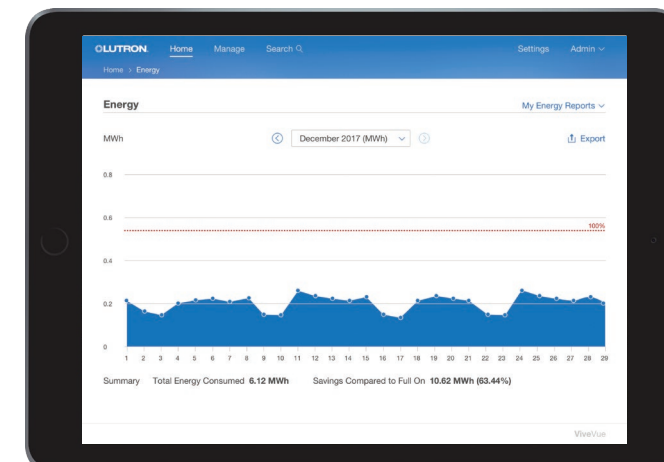 LUTRON. Home Manage Search Settings Admin
Home > Energy
Energy My Energy Reports
MWh December 2017 (MWh) Export
0.8
0.6
100%
0.4
0.2
0
1 2 3 4 5 6 7 8 9 10 11 12 13 14 15 16 17 18 19 20 21 22 23 24 25 26 27 28 29
Summary Total Energy Consumed 6.12 MWh Savings Compared to Full On 10.62 MWh (63.44%)
ViveVue